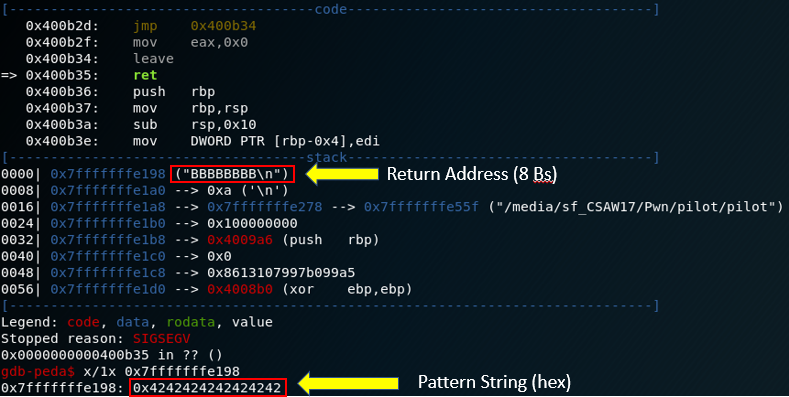 [----------------------------------code-----------------------------------]
   0x400b2d:	jmp    0x400b34
   0x400b2f:	mov    eax,0x0
   0x400b34:	leave
=> 0x400b35:	ret
   0x400b36:	push   rbp
   0x400b37:	mov    rbp,rsp
   0x400b3a:	sub    rsp,0x10
   0x400b3e:	mov    DWORD PTR [rbp-0x4],edi
[---------------------------------stack-----------------------------------]
0000| 0x7fffffffe198 ("BBBBBBBB\n") Return Address (8 Bs)
0008| 0x7fffffffe1a0 --> 0xa ('\n')
0016| 0x7fffffffe1a8 --> 0x7fffffffe278 --> 0x7fffffffe55f ("/media/sf_CSAW17/Pwn/pilot/pilot")
0024| 0x7fffffffe1b0 --> 0x100000000
0032| 0x7fffffffe1b8 --> 0x4009a6 (push   rbp)
0040| 0x7fffffffe1c0 --> 0x0
0048| 0x7fffffffe1c8 --> 0x8613107997b099a5
0056| 0x7fffffffe1d0 --> 0x4008b0 (xor    ebp,ebp)
[-------------------------------------------------------------------------]
Legend: code, data, rodata, value
Stopped reason: SIGSEGV
0x0000000000400b35 in ?? ()
gdb-peda$ x/1x 0x7fffffffe198
0x7fffffffe198: 0x4242424242424242 Pattern String (hex)